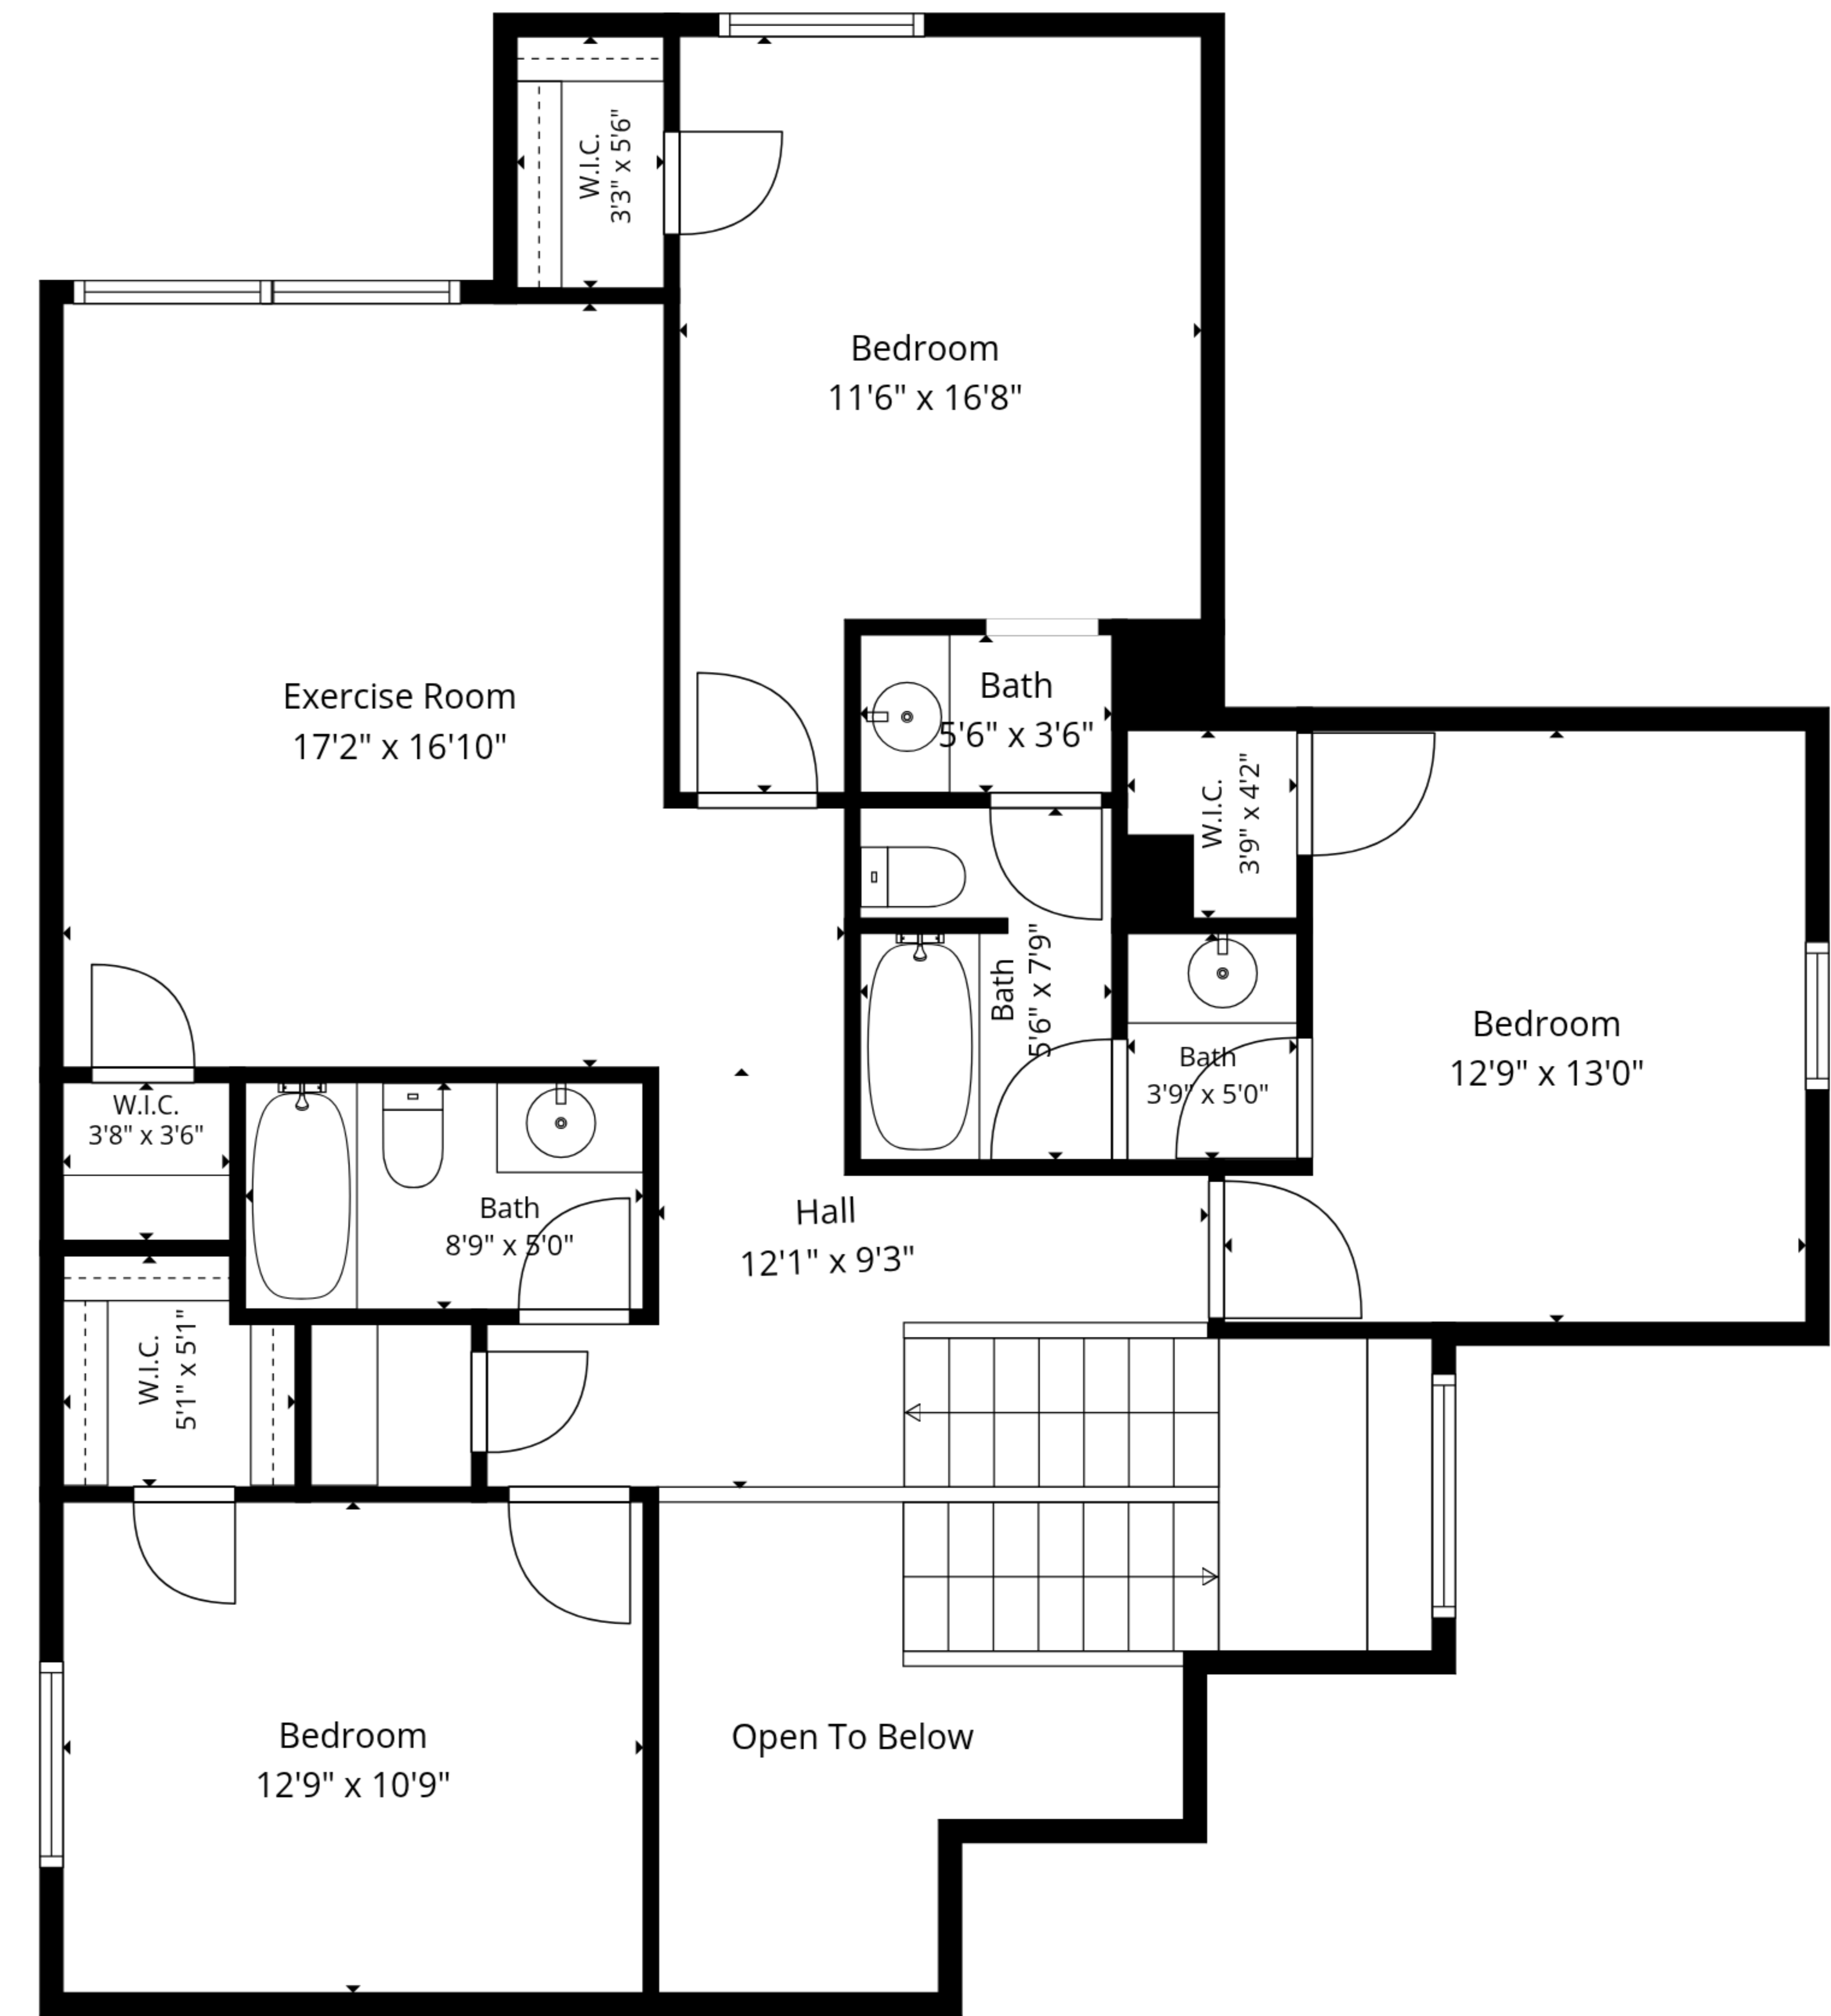 W.I.C.
3'3" x 5'6"
Bedroom
11'6" x 16'8"
Exercise Room
17'2" x 16'10"
Bath
5'6" x 3'6"
W.I.C.
3'9" x 4'2"
Bath
5'6" x 7'9"
Bedroom
12'9" x 13'0"
Bath
3'9" x 5'0"
W.I.C.
3'8" x 3'6"
Bath
8'9" x 5'0"
Hall
12'1" x 9'3"
W.I.C.
5'1" x 5'1"
Bedroom
12'9" x 10'9"
Open To Below